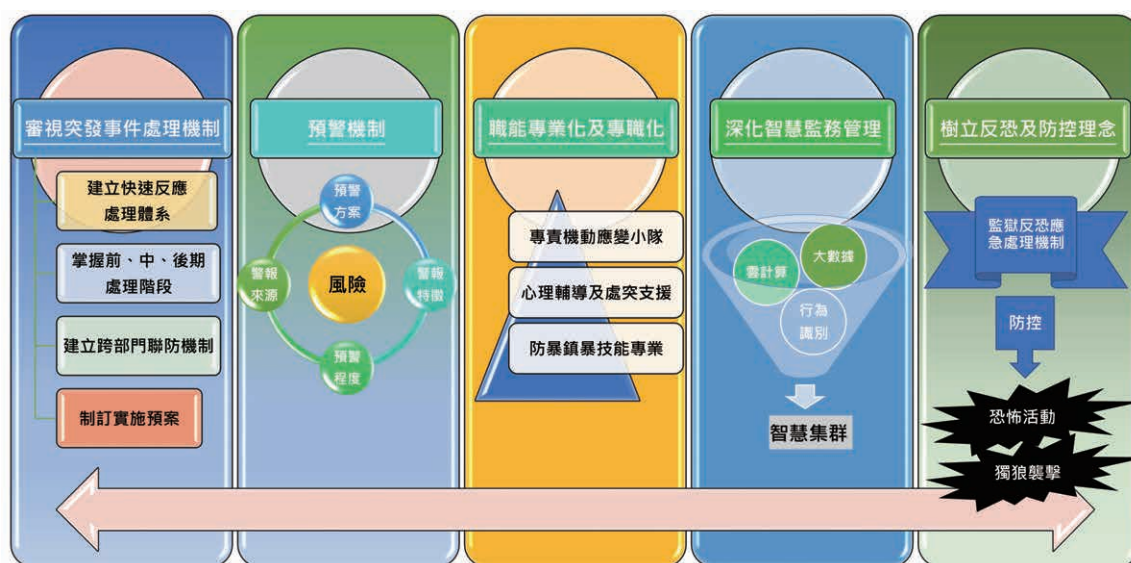 審視突發事件處理機制
建立快速反應
處理體系
掌握前、中、後期
處理階段
建立跨部門聯防機制
制訂實施預案
預警機制
預警
方案
警報
來源
風險
警報
特徵
預警
程度
職能專業化及專職化
專責機動應變小隊
心理輔導及處突支援
防暴鎮暴技能專業
深化智慧監務管理
雲計算
大數據
行為
識別
智慧集群
樹立反恐及防控理念
監獄反恐應
急處理機制
防控
恐怖活動
獨狼襲擊